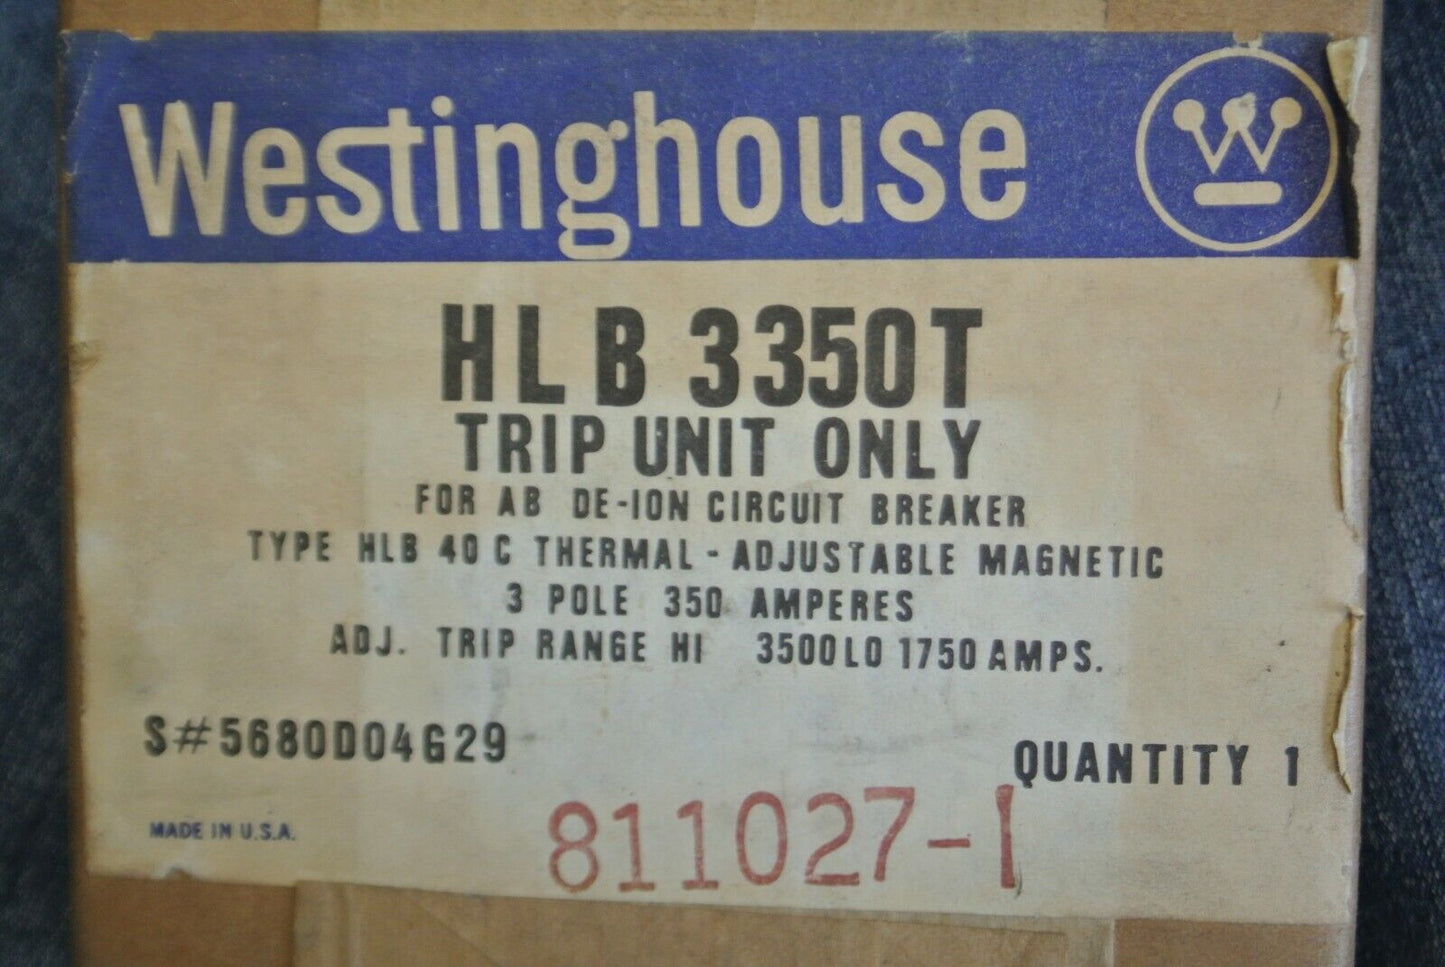 Westinghouse W
HLB 3350T
TRIP UNIT ONLY
FOR AB DE-ION CIRCUIT BREAKER
TYPE HLB 40 C THERMAL - ADJUSTABLE MAGNETIC
3 POLE 350 AMPERES
ADJ. TRIP RANGE HI 3500 LO 1750 AMPS.
S#5680D04G29
QUANTITY 1
MADE IN U.S.A.
811027-1